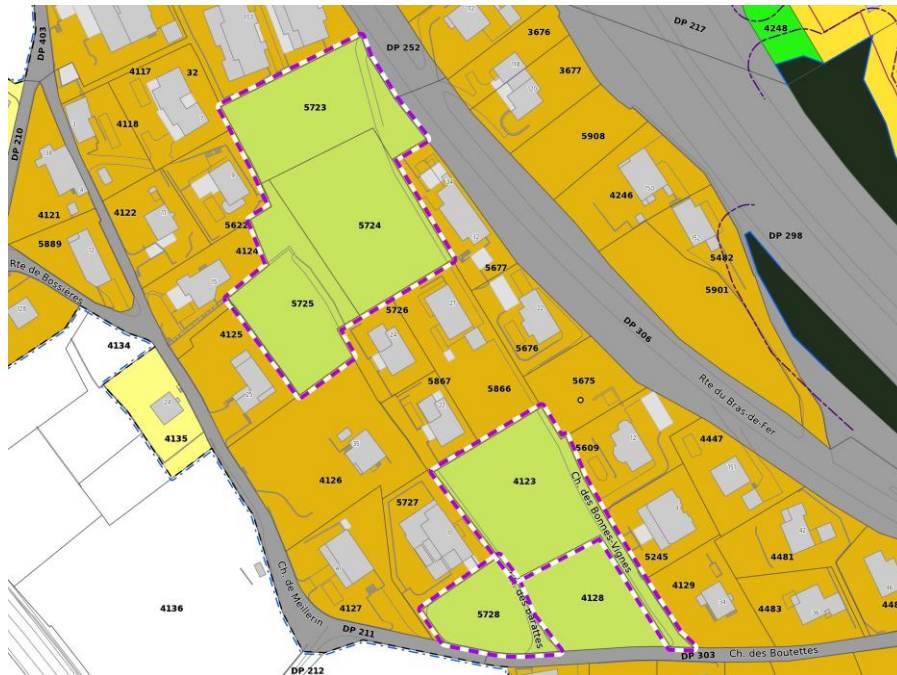 DP 403
DP 252
DP 217
4248
3676
4117
32
3677
5723
4118
DP 210
5908
4246
4121
4122
5622
5724
DP 298
5889
4124
5482
Rte de Bossières
5677
5901
5725
5726
DP 306
4125
4134
5676
5867
5866
5675
Rte du Bras-de-Fer
4135
5609
4447
4126
4123
5727
Ch. des Bonnes-Vignes
5245
4481
Ch. de Meillerin
4129
4136
4127
5728
4128
4483
DP 211
DP 303
Ch. des Boutettes
DP 212